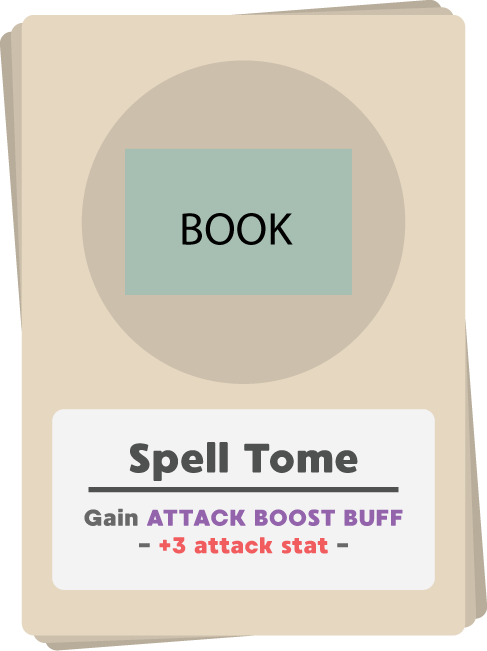 BOOK
Spell Tome
Gain ATTACK BOOST BUFF
- +3 attack stat -